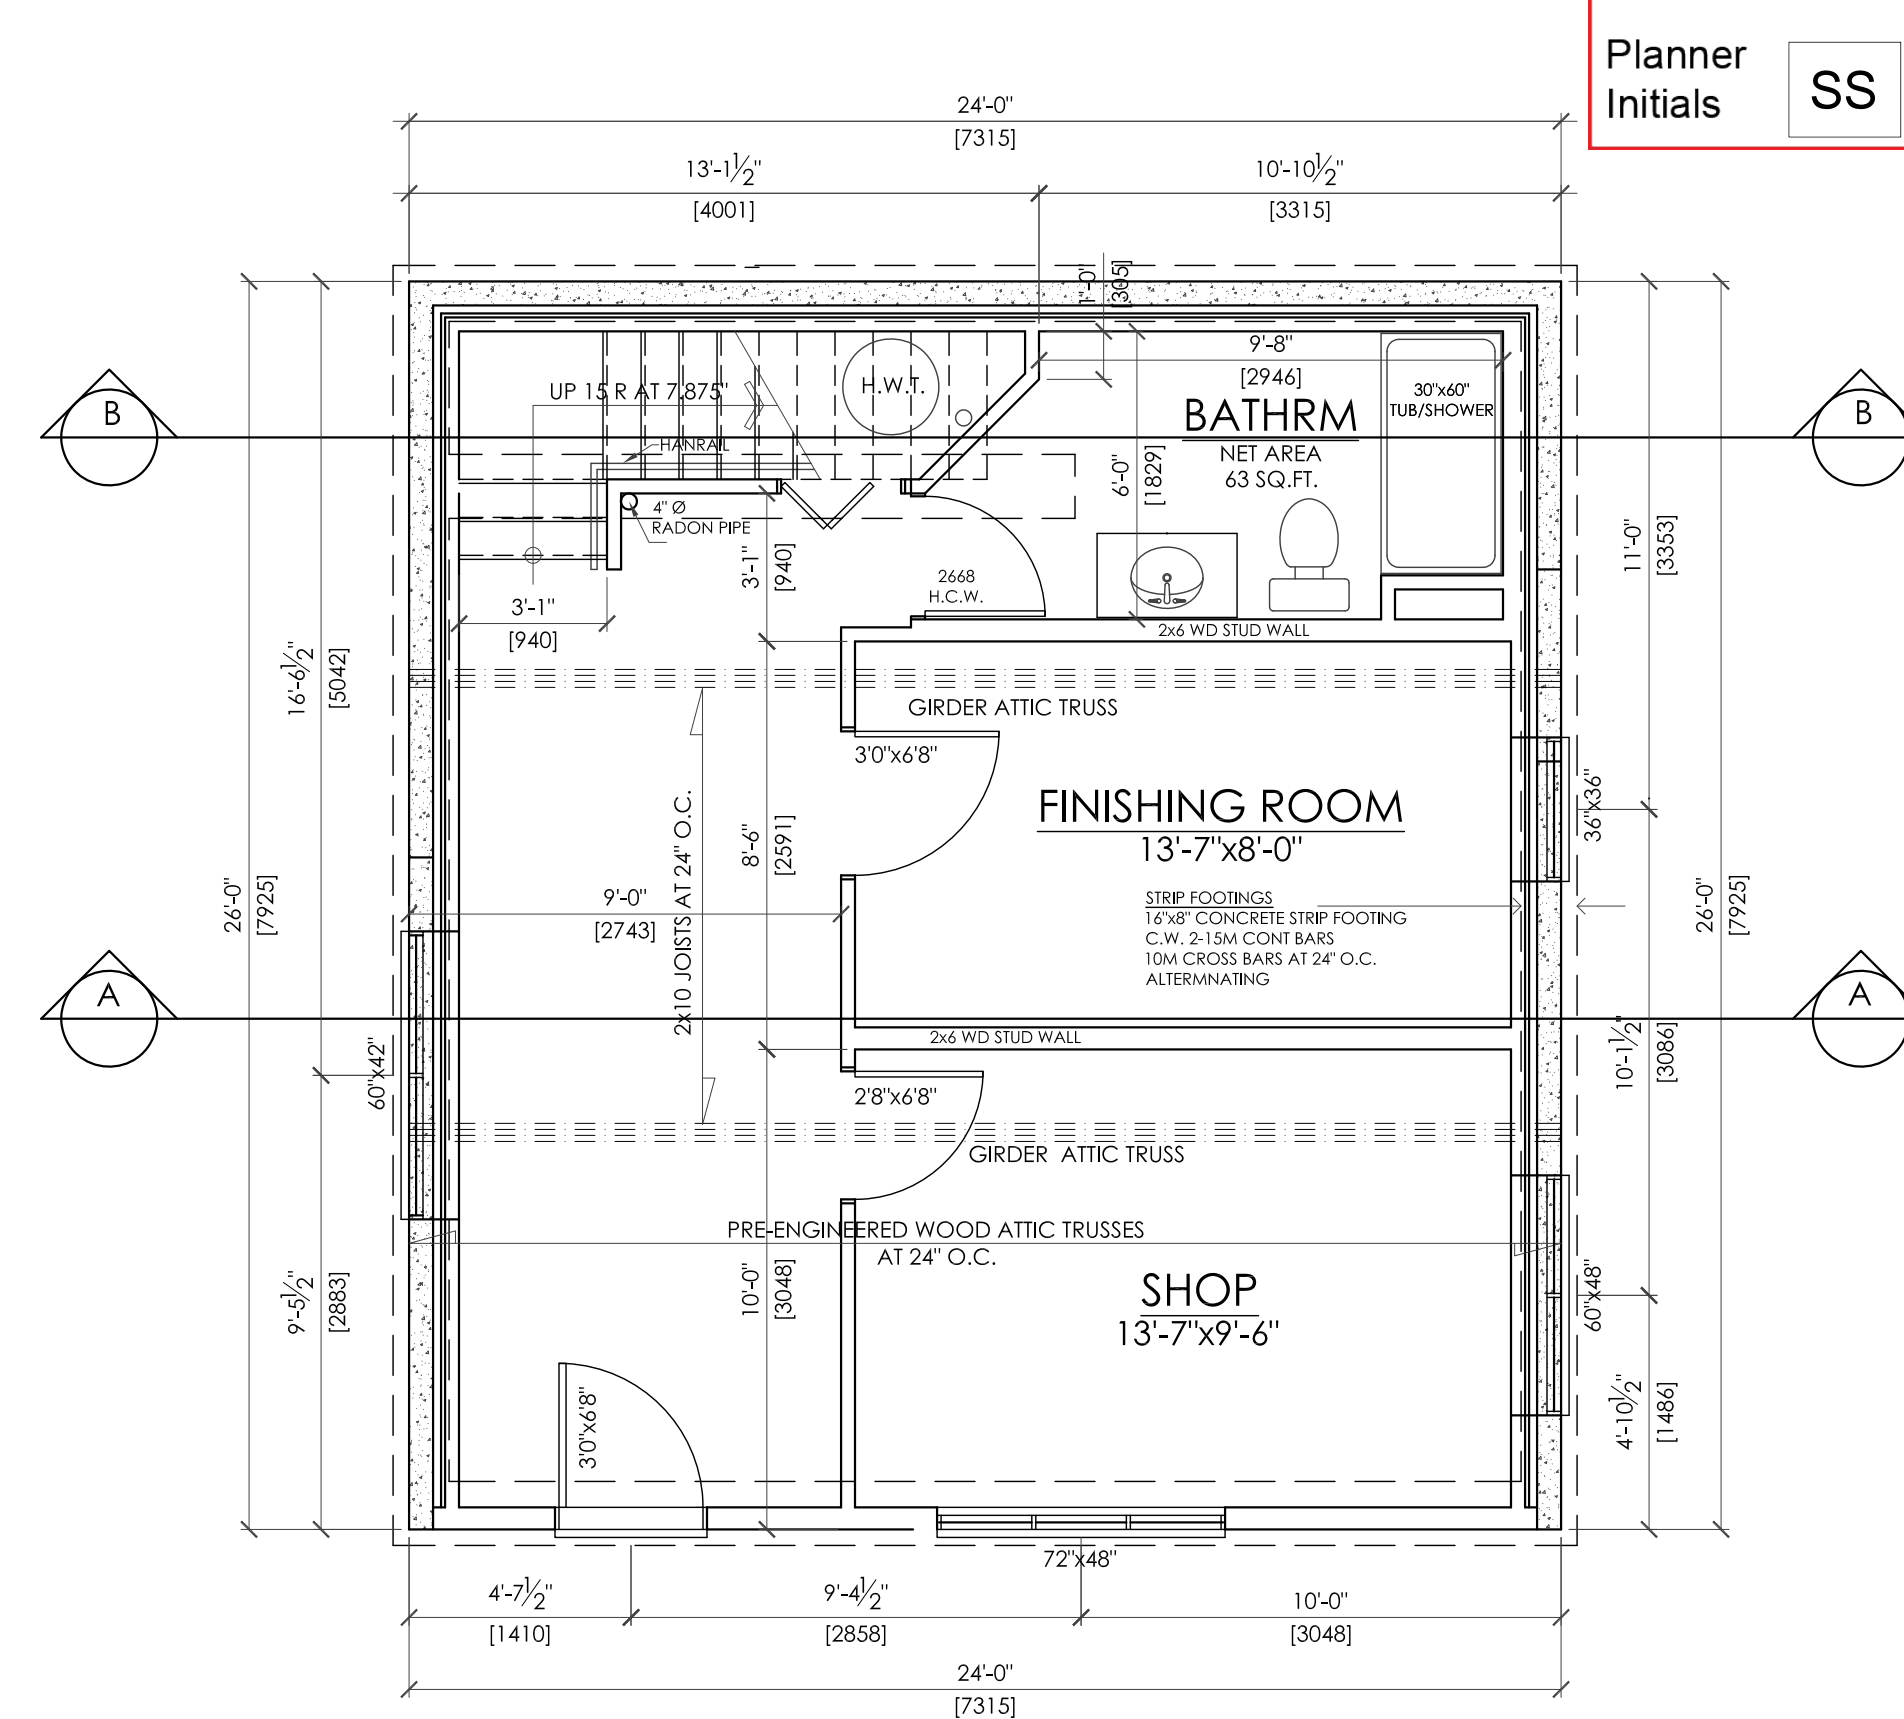 Planner
Initials
SS
24'-0"
[7315]
13'-1½"
[4001]
10'-10½"
[3315]
1'-0"
[305]
9'-8"
[2946]
UP 15 R AT 7.875"
H.W.T.
30"x60"
TUB/SHOWER
B
BATHRM
B
HANRAIL
NET AREA
63 SQ.FT.
6'-0"
[1829]
4" Ø
RADON PIPE
3'-1"
[940]
2668
H.C.W.
11'-0"
[3353]
3'-1"
[940]
2x6 WD STUD WALL
16'-6½"
[5042]
GIRDER ATTIC TRUSS
3'0"x6'8"
FINISHING ROOM
13'-7"x8'-0"
36"x36"
2x10 JOISTS AT 24" O.C.
8'-6"
[2591]
9'-0"
[2743]
26'-0"
[7925]
26'-0"
[7925]
STRIP FOOTINGS
16"x8" CONCRETE STRIP FOOTING
C.W. 2-15M CONT BARS
10M CROSS BARS AT 24" O.C.
ALTERMNATING
A
A
2x6 WD STUD WALL
60"x42"
10'-1½"
[3086]
2'8"x6'8"
GIRDER ATTIC TRUSS
PRE-ENGINEERED WOOD ATTIC TRUSSES
AT 24" O.C.
9'-5½"
[2883]
10'-0"
[3048]
SHOP
13'-7"x9'-6"
60"x48"
3'0"x6'8"
4'-10½"
[1486]
72"x48"
4'-7½"
[1410]
9'-4½"
[2858]
10'-0"
[3048]
24'-0"
[7315]